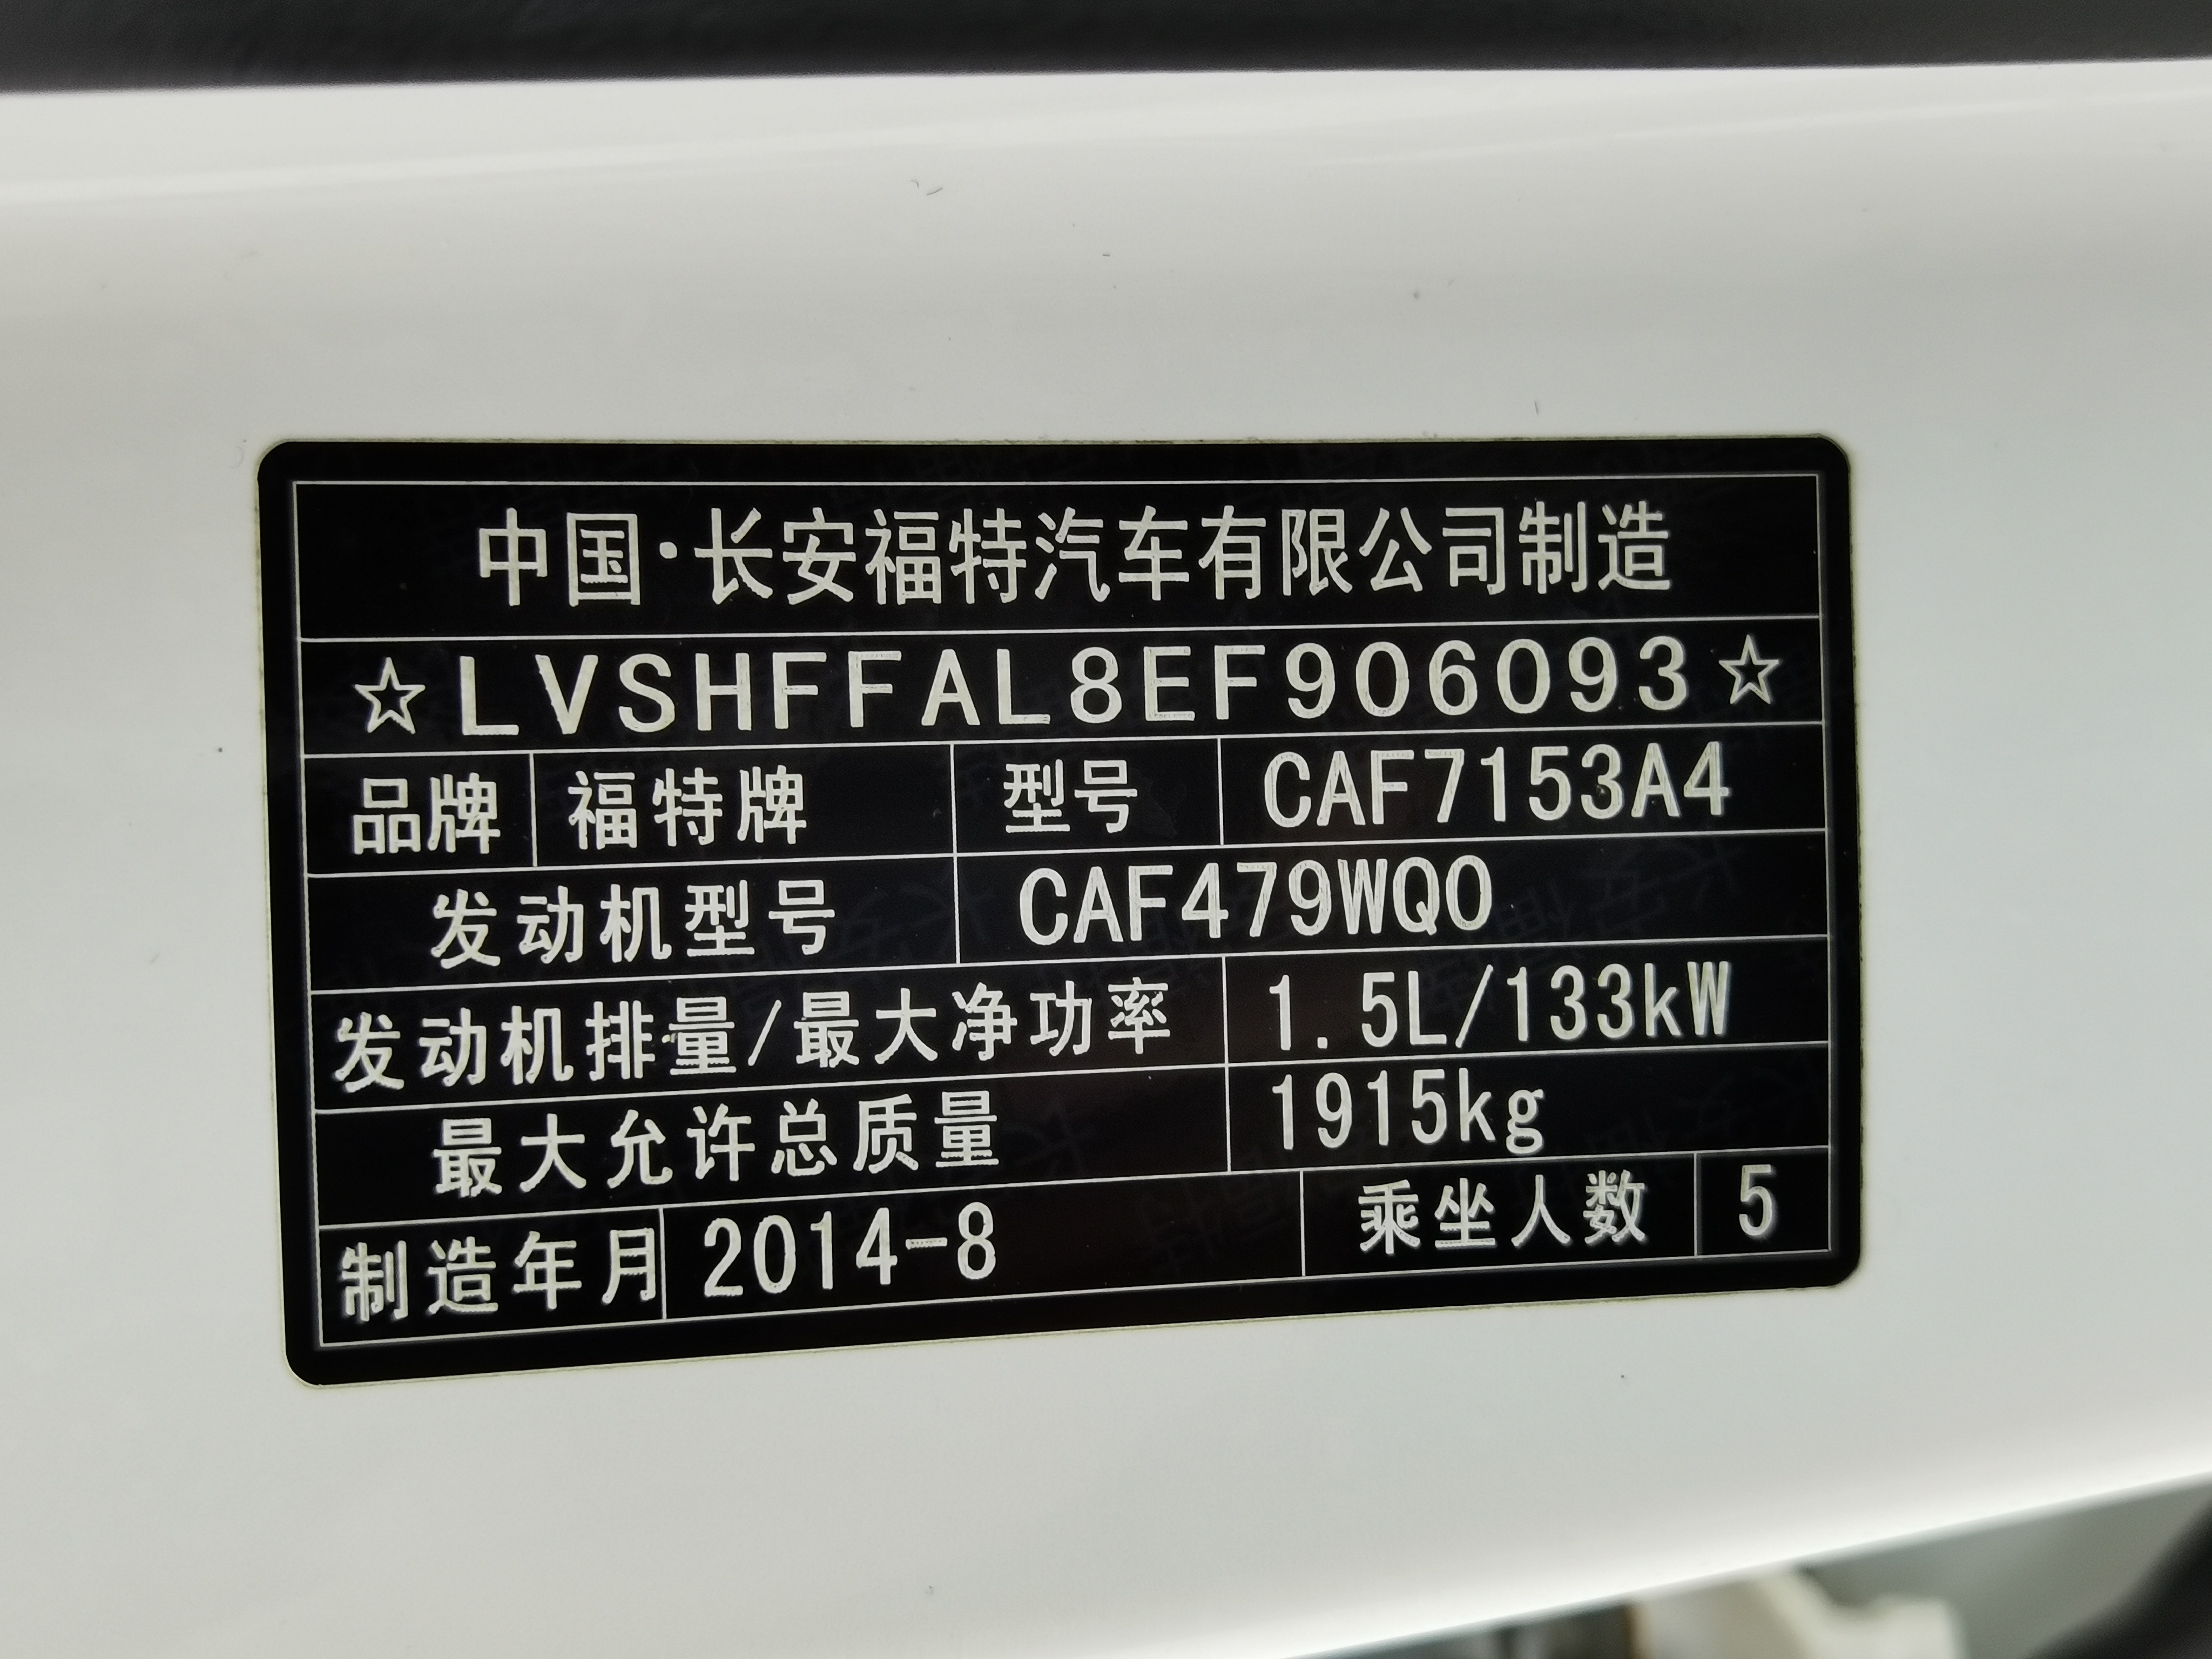 中国·长安福特汽车有限公司制造
☆LVSHFFAL8EF906093☆
品牌 福特牌 型号 CAF7153A4
发动机型号 CAF479WQ0
发动机排量/最大净功率 1.5L/133kW
最大允许总质量 1915kg
制造年月 2014-8 乘坐人数 5